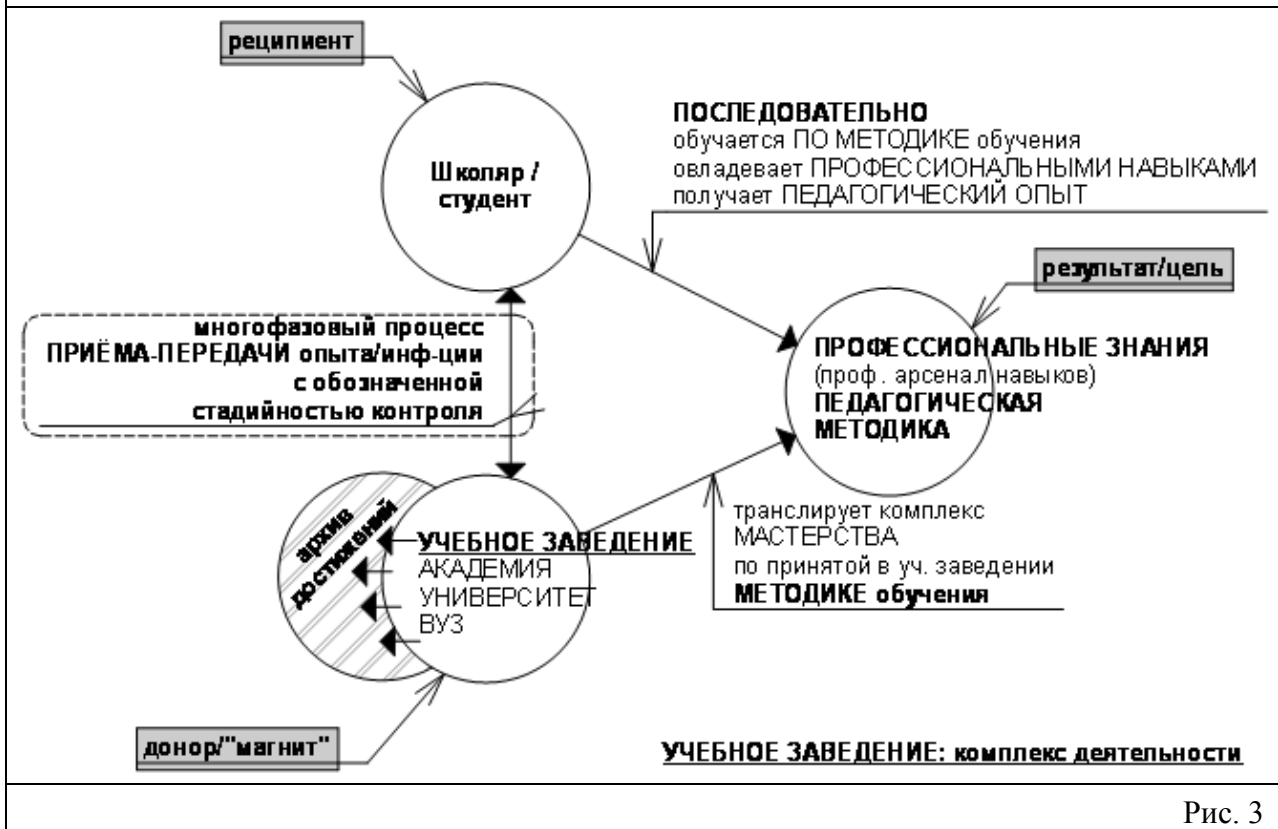 реципиент
Школяр /
студент
ПОСЛЕДОВАТЕЛЬНО
обучается ПО МЕТОДИКЕ обучения
овладевает ПРОФЕССИОНАЛЬНЫМИ НАВЫКАМИ
получает ПЕДАГОГИЧЕСКИЙ ОПЫТ
результат/цель
многофазовый процесс
ПРИЁМА-ПЕРЕДАЧИ опыта/инф-ции
с обозначенной
стадийностью контроля
ПРОФЕССИОНАЛЬНЫЕ ЗНАНИЯ
(проф. арсенал навыков)
ПЕДАГОГИЧЕСКАЯ
МЕТОДИКА
архив
достижений
УЧЕБНОЕ ЗАВЕДЕНИЕ
АКАДЕМИЯ
УНИВЕРСИТЕТ
ВУЗ
транслирует комплекс
МАСТЕРСТВА
по принятой в уч. заведении
МЕТОДИКЕ обучения
донор/"магнит"
УЧЕБНОЕ ЗАВЕДЕНИЕ: комплекс деятельности
Рис. 3